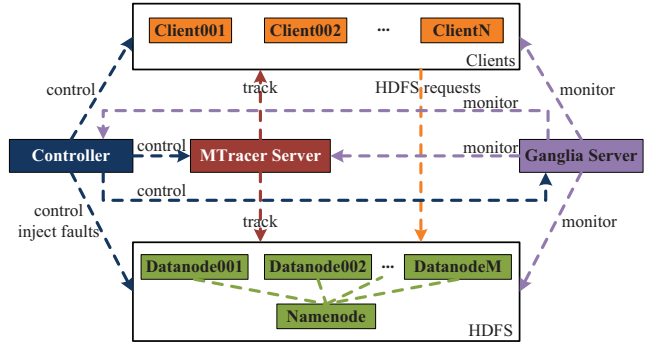 Client001 Client002 ... ClientN
Clients
control track HDFS requests monitor
monitor
control monitor
Controller MTracer Server Ganglia Server
control
control
inject faults track monitor
Datanode001 Datanode002 ... DatanodeM
Namenode
HDFS